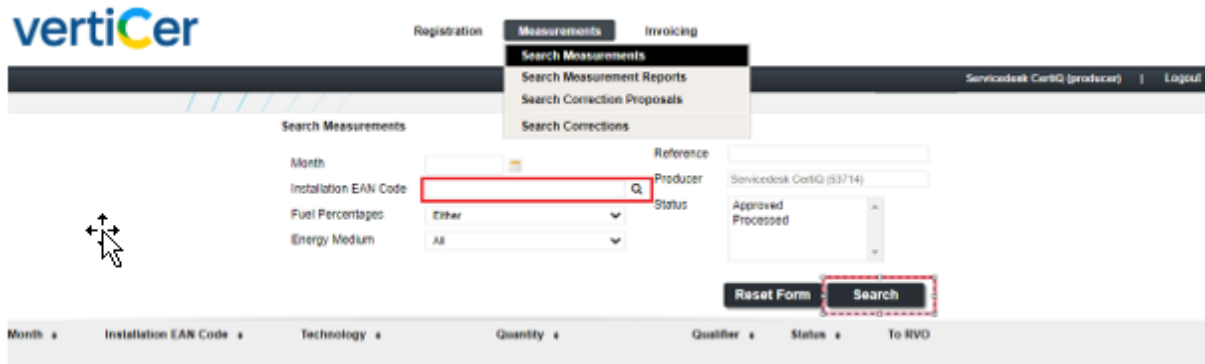 vertiCer
Registration Measurements Invoicing
Search Measurements
Search Measurement Reports
Search Correction Proposals
Search Corrections
Servicedesk CertiQ (producer) | Logout
Search Measurements
Month
Installation EAN Code
Fuel Percentages Either
Energy Medium All
Reference
Producer Servicedesk CertiQ (53714)
Status Approved
Processed
Reset Form Search
Month Installation EAN Code Technology Quantity Qualifier Status To RVO